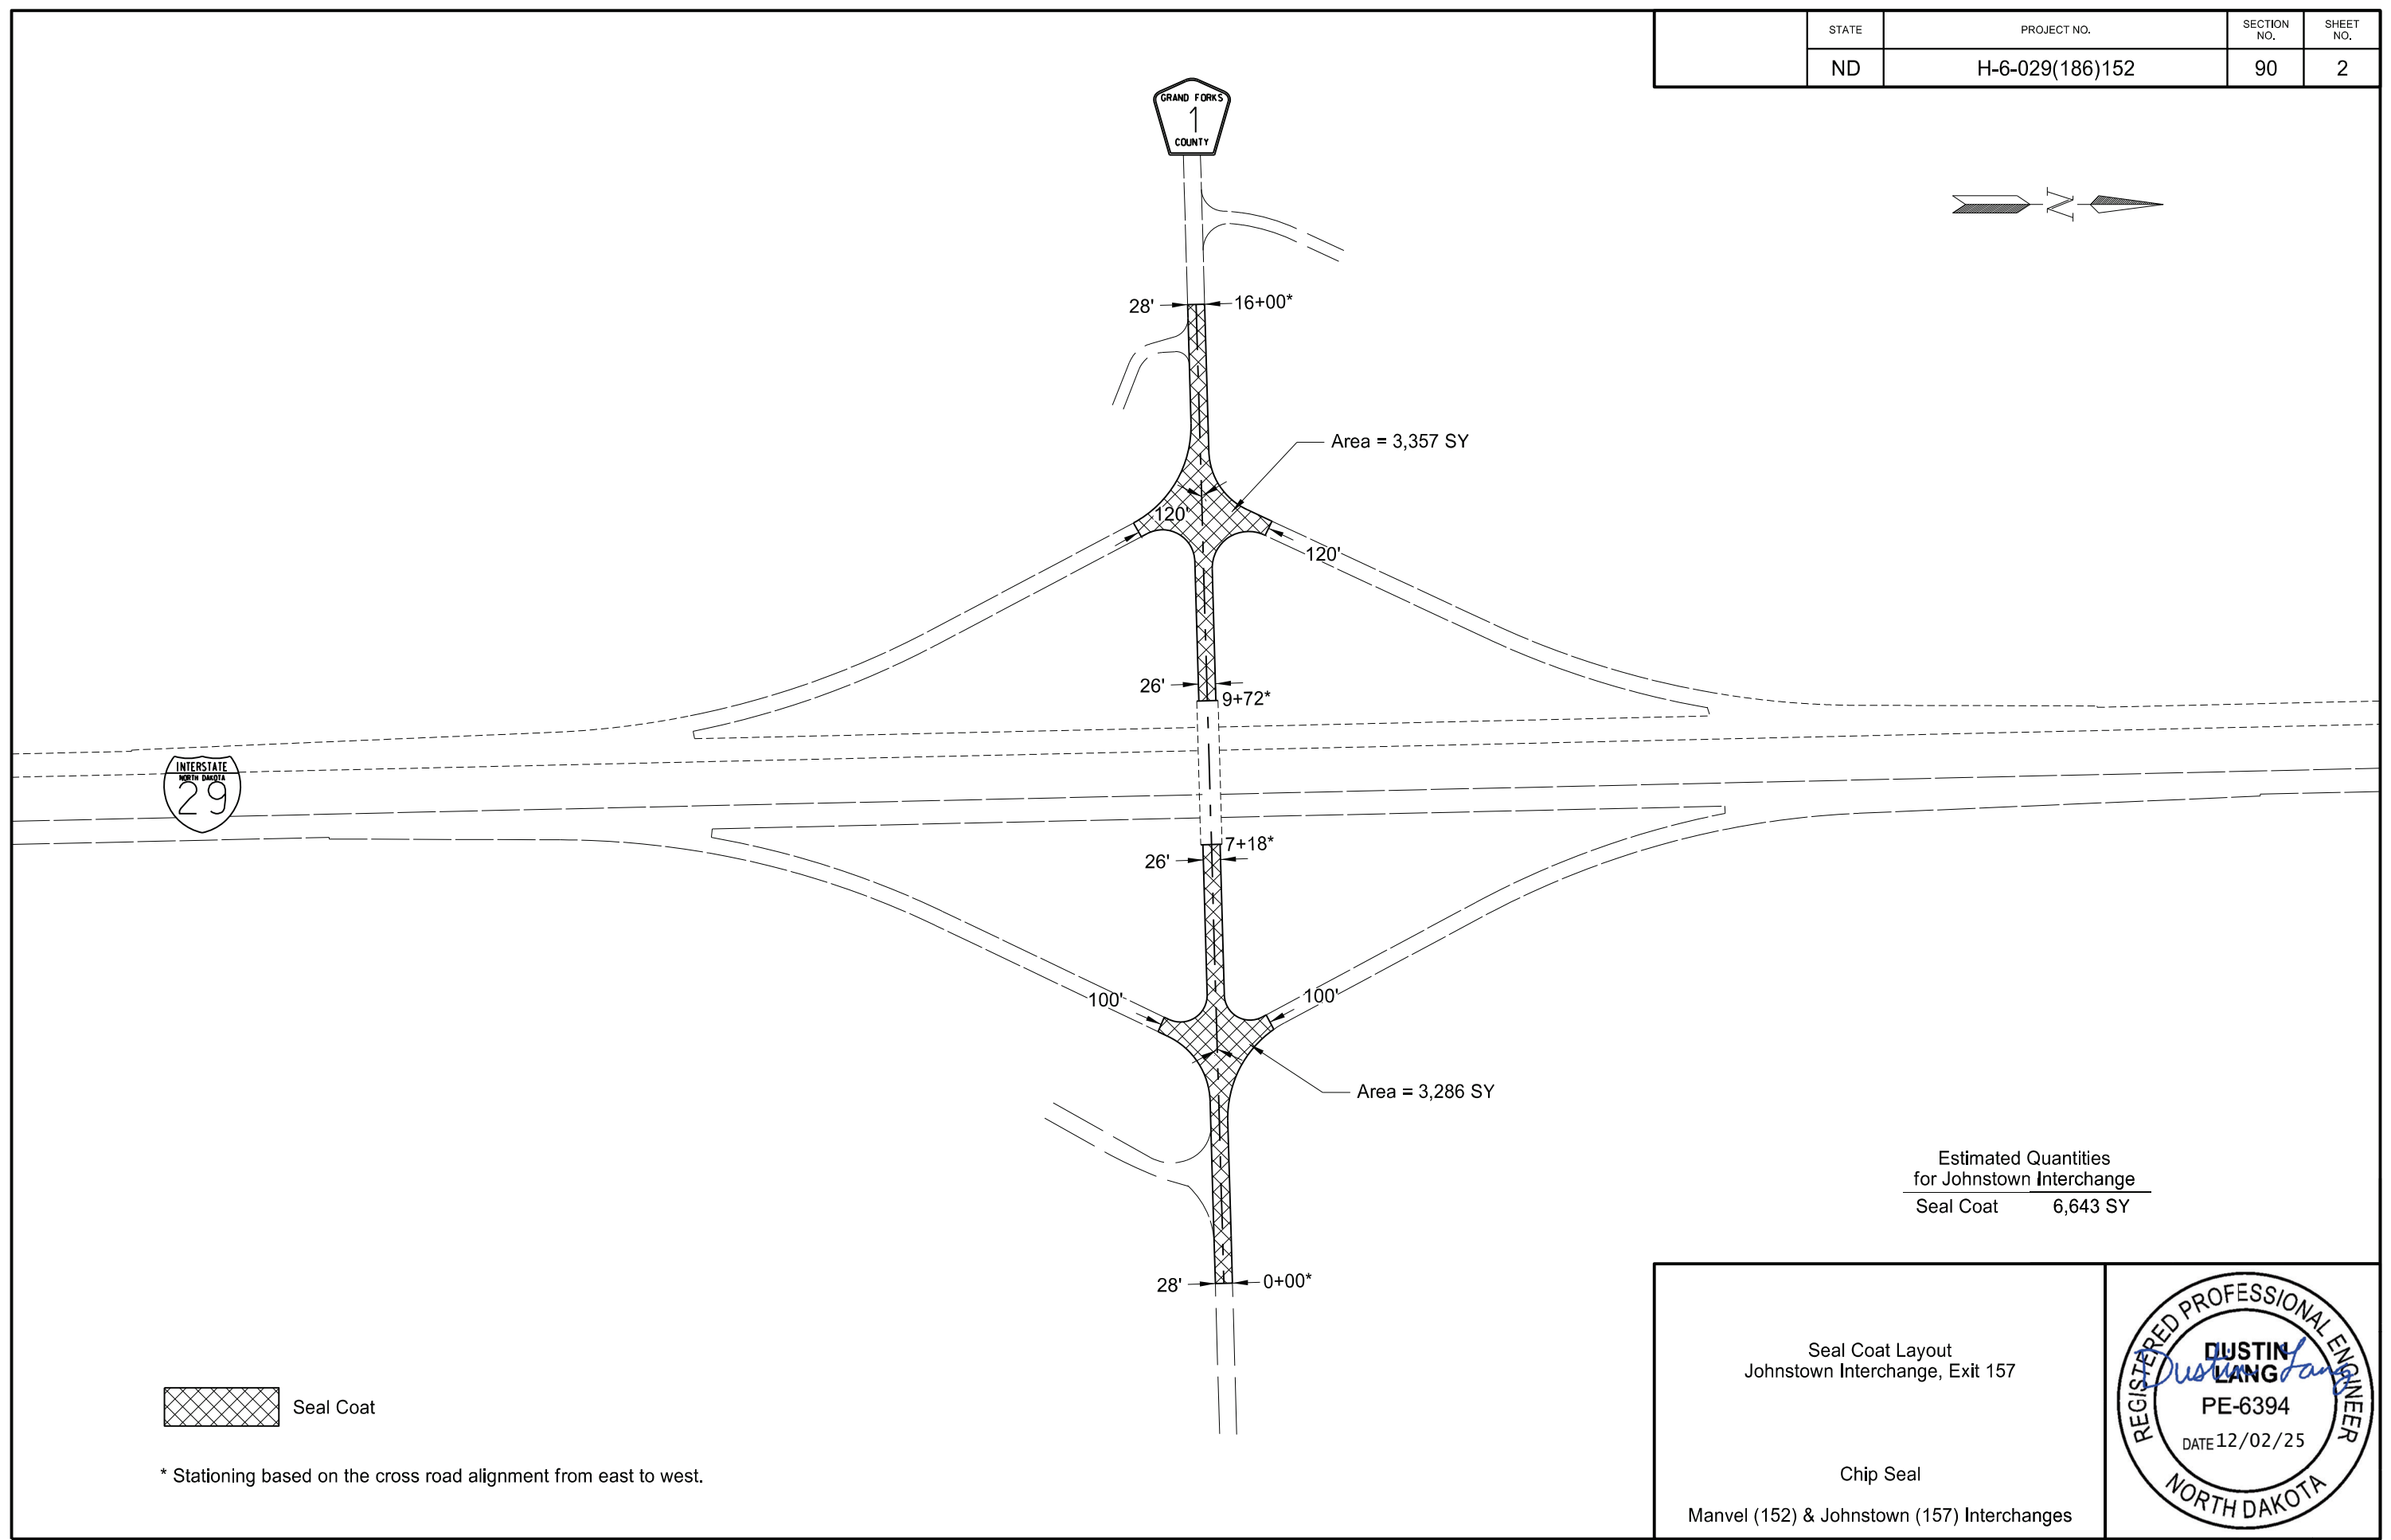 STATE
PROJECT NO.
SECTION
NO.
SHEET
NO.
ND
H-6-029(186)152
90
2
GRAND FORKS
1
COUNTY
N
28'
16+00*
Area = 3,357 SY
120'
120'
26'
9+72*
INTERSTATE
NORTH DAKOTA
29
7+18*
26'
100'
100'
Area = 3,286 SY
Estimated Quantities
for Johnstown Interchange
Seal Coat 6,643 SY
28'
0+00*
Seal Coat
* Stationing based on the cross road alignment from east to west.
Seal Coat Layout
Johnstown Interchange, Exit 157
Chip Seal
Manvel (152) & Johnstown (157) Interchanges
REGISTERED PROFESSIONAL ENGINEER
DUSTIN
LANG
Dustin Lang
PE-6394
DATE 12/02/25
NORTH DAKOTA